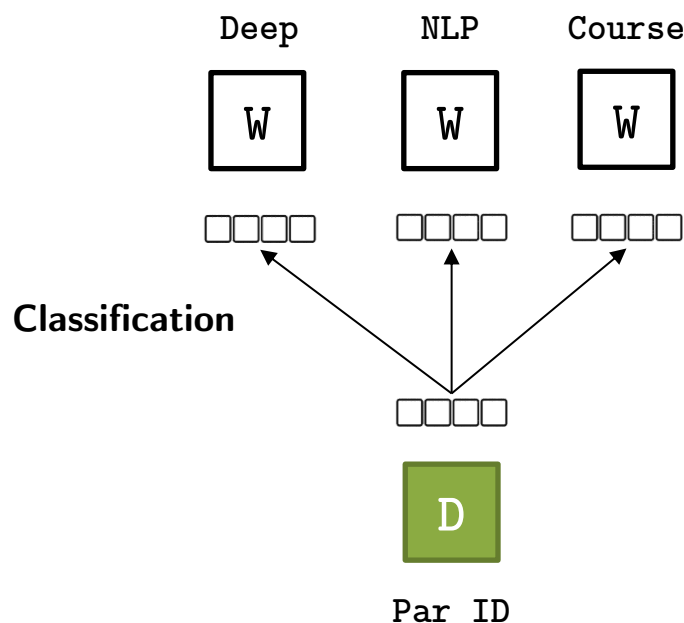 Deep NLP Course
W W W
Classification
D
Par ID